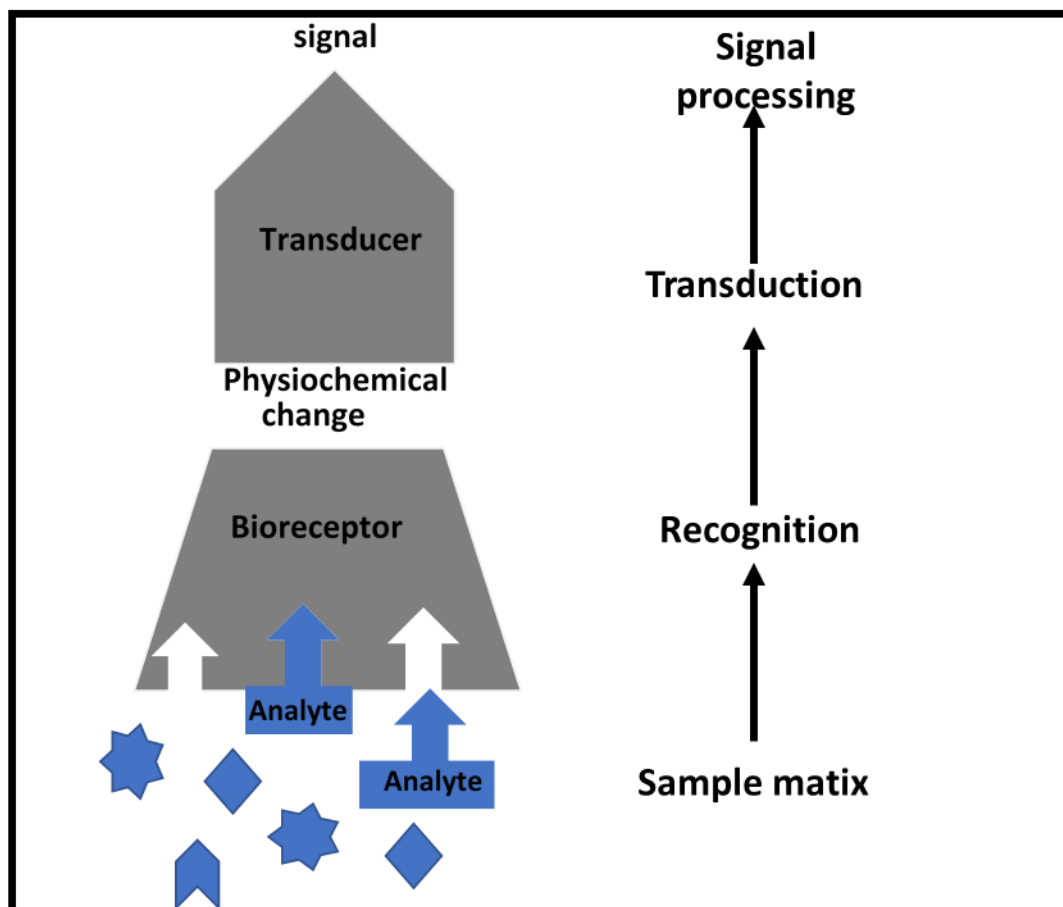 signal
Transducer
Physiochemical
change
Bioreceptor
Analyte
Analyte
Signal
processing
Transduction
Recognition
Sample matix